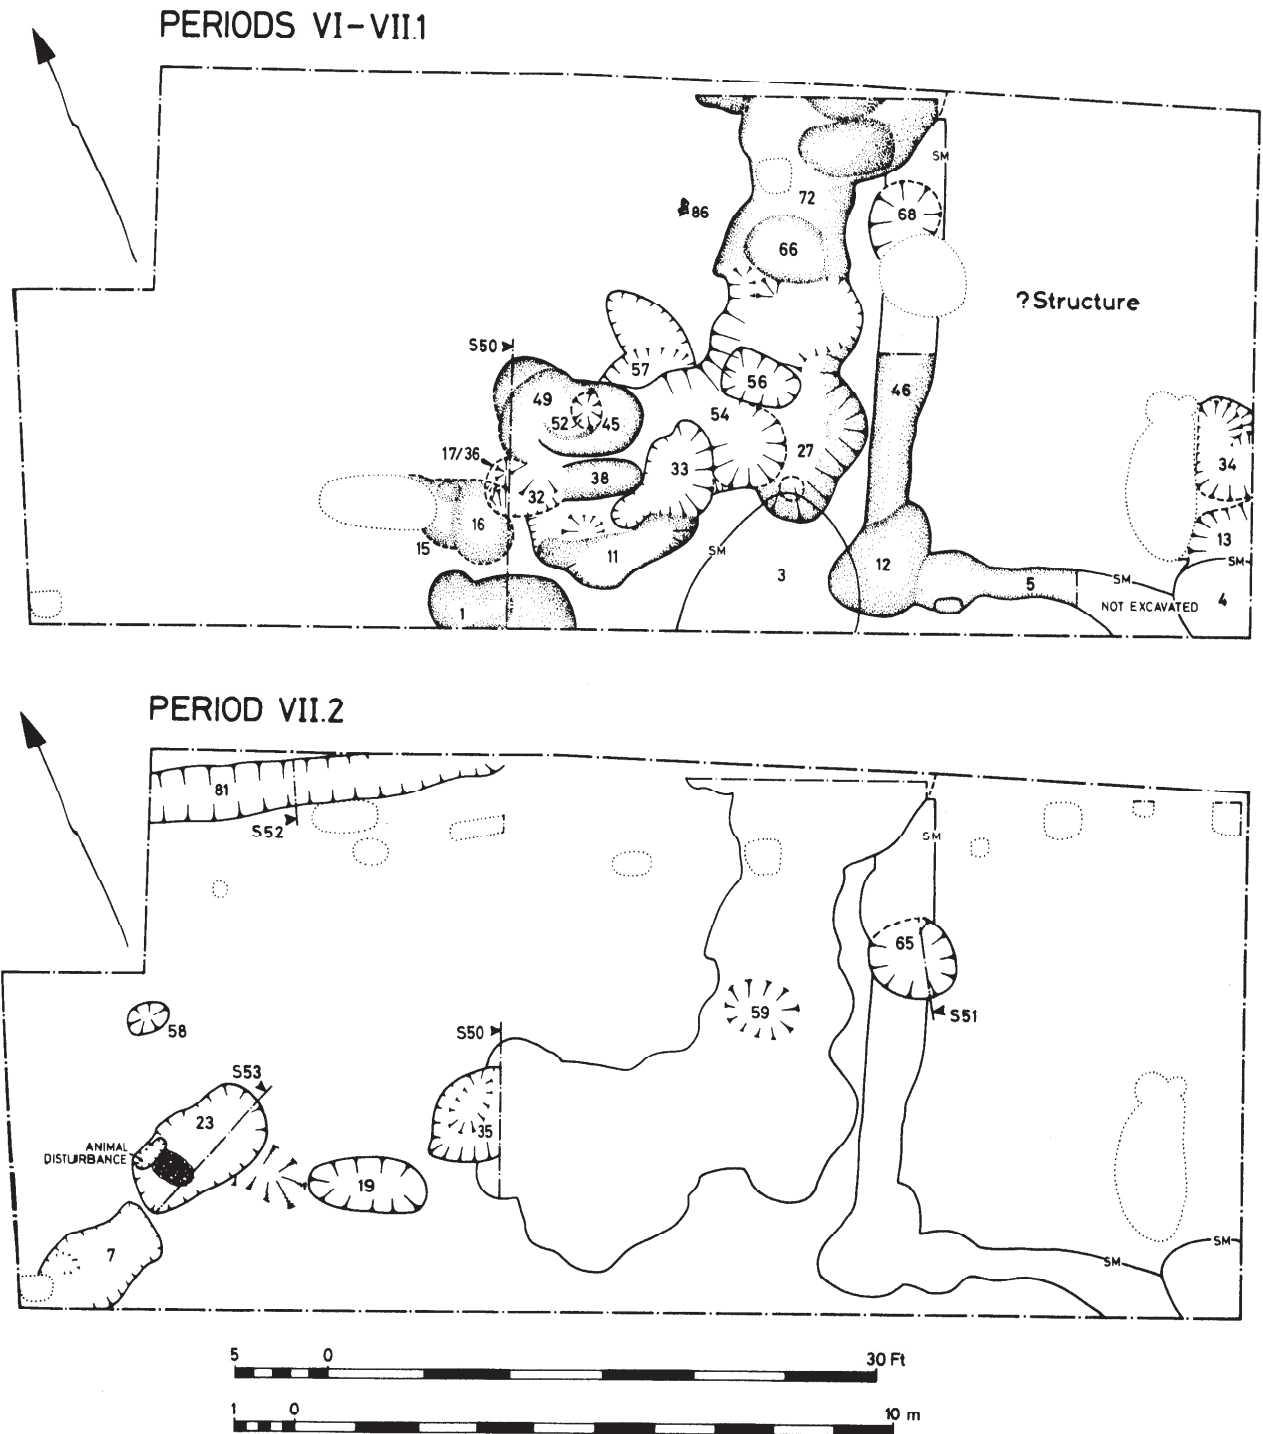 PERIODS VI–VII.1
SM
72
68
86
66
?Structure
S50
57
56
46
49
54
52
45
27
17/36
33
34
38
32
16
15
11
SM
3
12
13
SM
1
5
SM
NOT EXCAVATED
4
PERIOD VII.2
81
S52
SM
65
59
S51
58
S50
S53
23
35
ANIMAL
DISTURBANCE
19
7
SM
SM
5 0 30 Ft
1 0 10 m